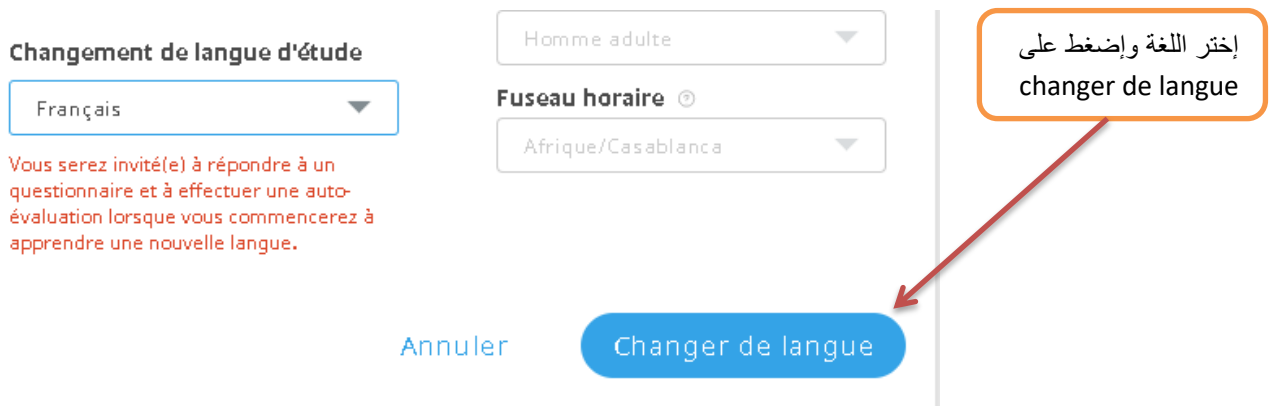 Changement de langue d'étude
Français
Vous serez invité(e) à répondre à un
questionnaire et à effectuer une auto-
évaluation lorsque vous commencerez à
apprendre une nouvelle langue.
Homme adulte
Fuseau horaire
Afrique/Casablanca
Annuler
Changer de langue
إختر اللغة وإضغط على
changer de langue